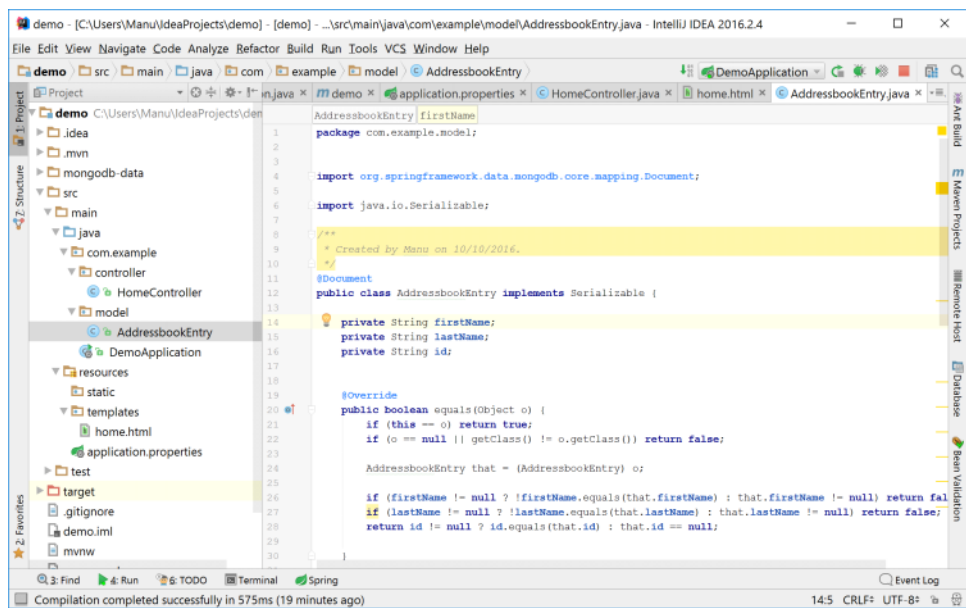 demo - [C:\Users\Manu\IdeaProjects\demo] - [demo] - ...\src\main\java\com\example\model\AddressbookEntry.java - IntelliJ IDEA 2016.2.4
File Edit View Navigate Code Analyze Refactor Build Run Tools VCS Window Help
demo src main java com example model AddressbookEntry DemoApplication
Project n.java demo application.properties HomeController.java home.html AddressbookEntry.java
1: Project
Z: Structure
2: Favorites
demo C:\Users\Manu\IdeaProjects\den
.idea
.mvn
mongodb-data
src
main
java
com.example
controller
HomeController
model
AddressbookEntry
DemoApplication
resources
static
templates
home.html
application.properties
test
target
.gitignore
demo.iml
mvnw
AddressbookEntry firstName
1 package com.example.model;
2
3
4 import org.springframework.data.mongodb.core.mapping.Document;
5
6 import java.io.Serializable;
7
8 /**
9 * Created by Manu on 10/10/2016.
10 */
11 @Document
12 public class AddressbookEntry implements Serializable {
13
14 private String firstName;
15 private String lastName;
16 private String id;
17
18
19 @Override
20 public boolean equals(Object o) {
21 if (this == o) return true;
22 if (o == null || getClass() != o.getClass()) return false;
23
24 AddressbookEntry that = (AddressbookEntry) o;
25
26 if (firstName != null ? !firstName.equals(that.firstName) : that.firstName != null) return fal
27 if (lastName != null ? !lastName.equals(that.lastName) : that.lastName != null) return false;
28 return id != null ? id.equals(that.id) : that.id == null;
29
30 }
Ant Build
Maven Projects
Remote Host
Database
Bean Validation
3: Find 4: Run 6: TODO Terminal Spring Event Log
Compilation completed successfully in 575ms (19 minutes ago) 14:5 CRLF UTF-8